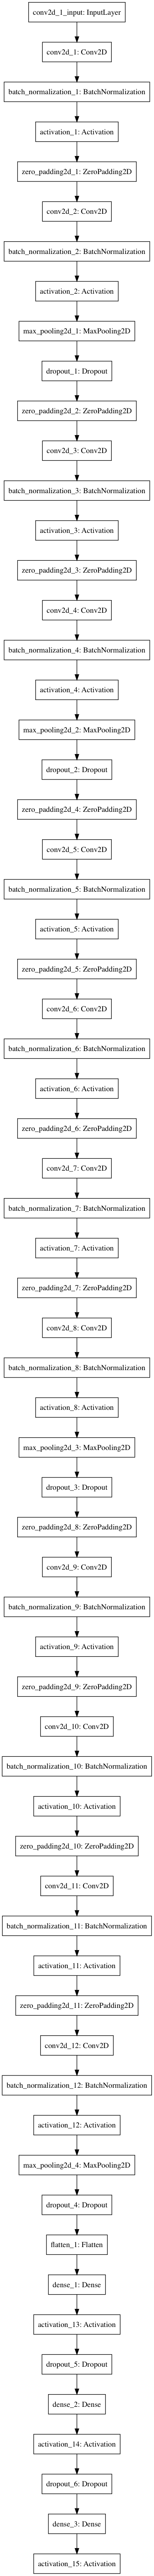 conv2d_1_input: InputLayer
conv2d_1: Conv2D
batch_normalization_1: BatchNormalization
activation_1: Activation
zero_padding2d_1: ZeroPadding2D
conv2d_2: Conv2D
batch_normalization_2: BatchNormalization
activation_2: Activation
max_pooling2d_1: MaxPooling2D
dropout_1: Dropout
zero_padding2d_2: ZeroPadding2D
conv2d_3: Conv2D
batch_normalization_3: BatchNormalization
activation_3: Activation
zero_padding2d_3: ZeroPadding2D
conv2d_4: Conv2D
batch_normalization_4: BatchNormalization
activation_4: Activation
max_pooling2d_2: MaxPooling2D
dropout_2: Dropout
zero_padding2d_4: ZeroPadding2D
conv2d_5: Conv2D
batch_normalization_5: BatchNormalization
activation_5: Activation
zero_padding2d_5: ZeroPadding2D
conv2d_6: Conv2D
batch_normalization_6: BatchNormalization
activation_6: Activation
zero_padding2d_6: ZeroPadding2D
conv2d_7: Conv2D
batch_normalization_7: BatchNormalization
activation_7: Activation
zero_padding2d_7: ZeroPadding2D
conv2d_8: Conv2D
batch_normalization_8: BatchNormalization
activation_8: Activation
max_pooling2d_3: MaxPooling2D
dropout_3: Dropout
zero_padding2d_8: ZeroPadding2D
conv2d_9: Conv2D
batch_normalization_9: BatchNormalization
activation_9: Activation
zero_padding2d_9: ZeroPadding2D
conv2d_10: Conv2D
batch_normalization_10: BatchNormalization
activation_10: Activation
zero_padding2d_10: ZeroPadding2D
conv2d_11: Conv2D
batch_normalization_11: BatchNormalization
activation_11: Activation
zero_padding2d_11: ZeroPadding2D
conv2d_12: Conv2D
batch_normalization_12: BatchNormalization
activation_12: Activation
max_pooling2d_4: MaxPooling2D
dropout_4: Dropout
flatten_1: Flatten
dense_1: Dense
activation_13: Activation
dropout_5: Dropout
dense_2: Dense
activation_14: Activation
dropout_6: Dropout
dense_3: Dense
activation_15: Activation